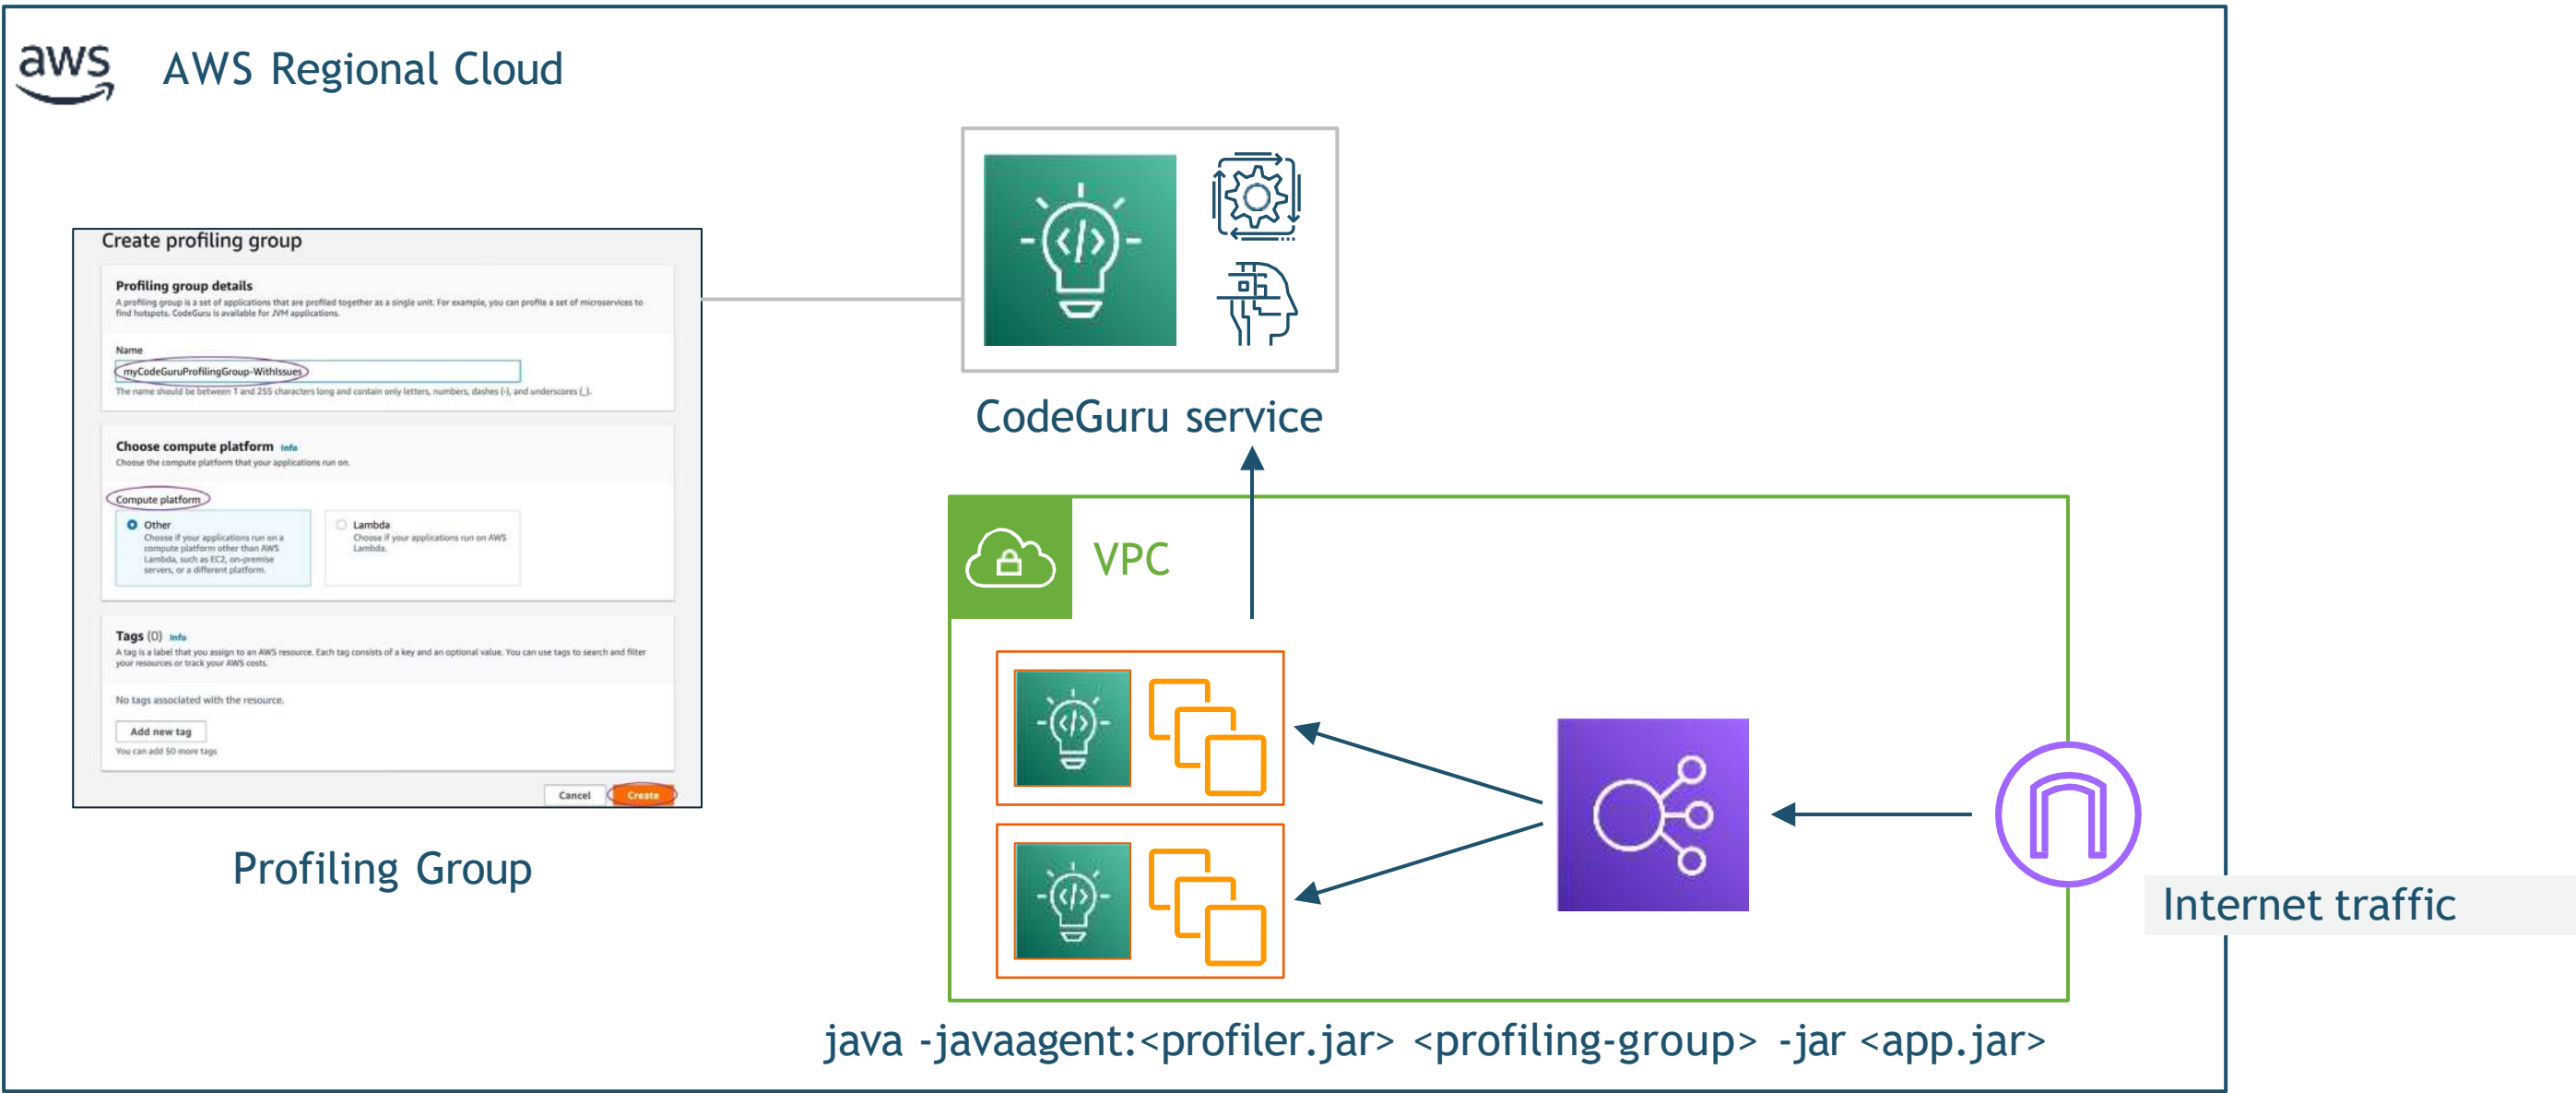 aws
AWS Regional Cloud
Create profiling group
Profiling group details
A profiling group is a set of applications that are profiled together as a single unit. For example, you can profile a set of microservices to
find hotspots. CodeGuru is available for JVM applications.
Name
myCodeGuruProfilingGroup-WithIssues
The name should be between 1 and 255 characters long and contain only letters, numbers, dashes (-), and underscores (_).
Choose compute platform Info
Choose the compute platform that your applications run on.
Compute platform
Other
Choose if your applications run on a
compute platform other than AWS
Lambda, such as EC2, on-premise
servers, or a different platform.
Lambda
Choose if your applications run on AWS
Lambda.
Tags (0) Info
A tag is a label that you assign to an AWS resource. Each tag consists of a key and an optional value. You can use tags to search and filter
your resources or track your AWS costs.
No tags associated with the resource.
Add new tag
You can add 50 more tags
Cancel Create
Profiling Group
</>
CodeGuru service
VPC
</>
</>
Internet traffic
java -javaagent:<profiler.jar> <profiling-group> -jar <app.jar>